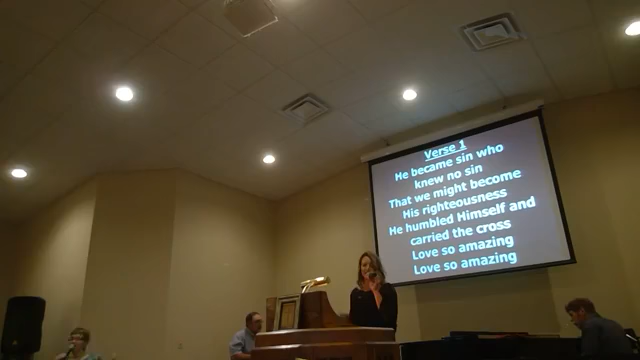 Verse 1
He became sin who
knew no sin
That we might become
His righteousness
He humbled Himself and
carried the cross
Love so amazing
Love so amazing